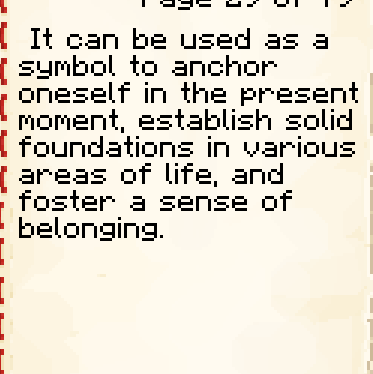 It can be used as a
symbol to anchor
oneself in the present
moment, establish solid
foundations in various
areas of life, and
foster a sense of
belonging.